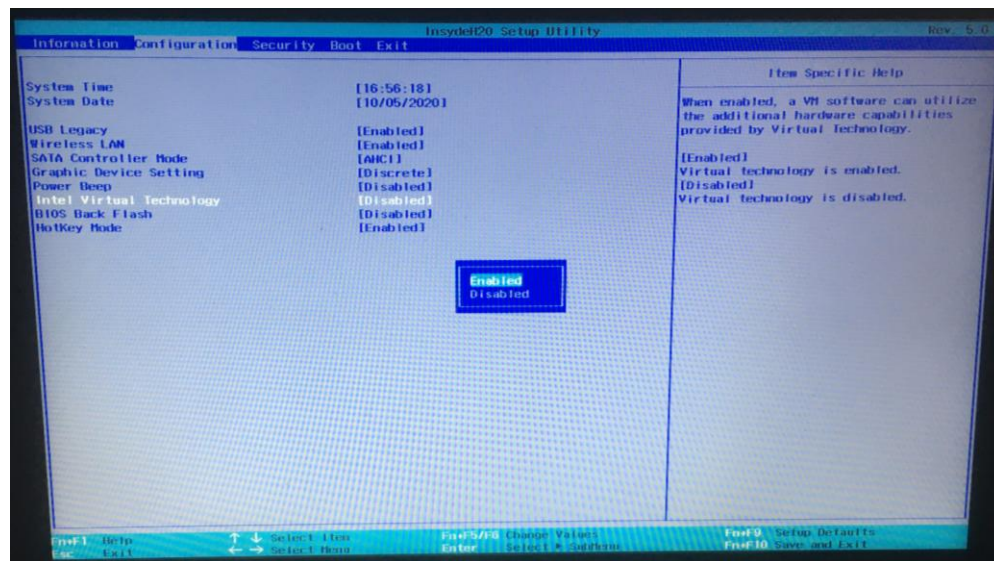 InsydeH20 Setup Utility Rev. 5.0
Information Configuration Security Boot Exit
Item Specific Help
System Time [16:56:18]
System Date [10/05/2020]
When enabled, a VM software can utilize
the additional hardware capabilities
provided by Virtual Technology.
USB Legacy [Enabled]
Wireless LAN [Enabled]
SATA Controller Mode [AHCI]
Graphic Device Setting [Discrete]
Power Beep [Disabled]
Intel Virtual Technology [Disabled]
BIOS Back Flash [Disabled]
HotKey Mode [Enabled]
[Enabled]
Virtual technology is enabled.
[Disabled]
Virtual technology is disabled.
Enabled
Disabled
Fn+F1 Help ↑ ↓ Select Item Fn+F5/F6 Change Values Fn+F9 Setup Defaults
Esc Exit ← → Select Menu Enter Select ▸ SubMenu Fn+F10 Save and Exit